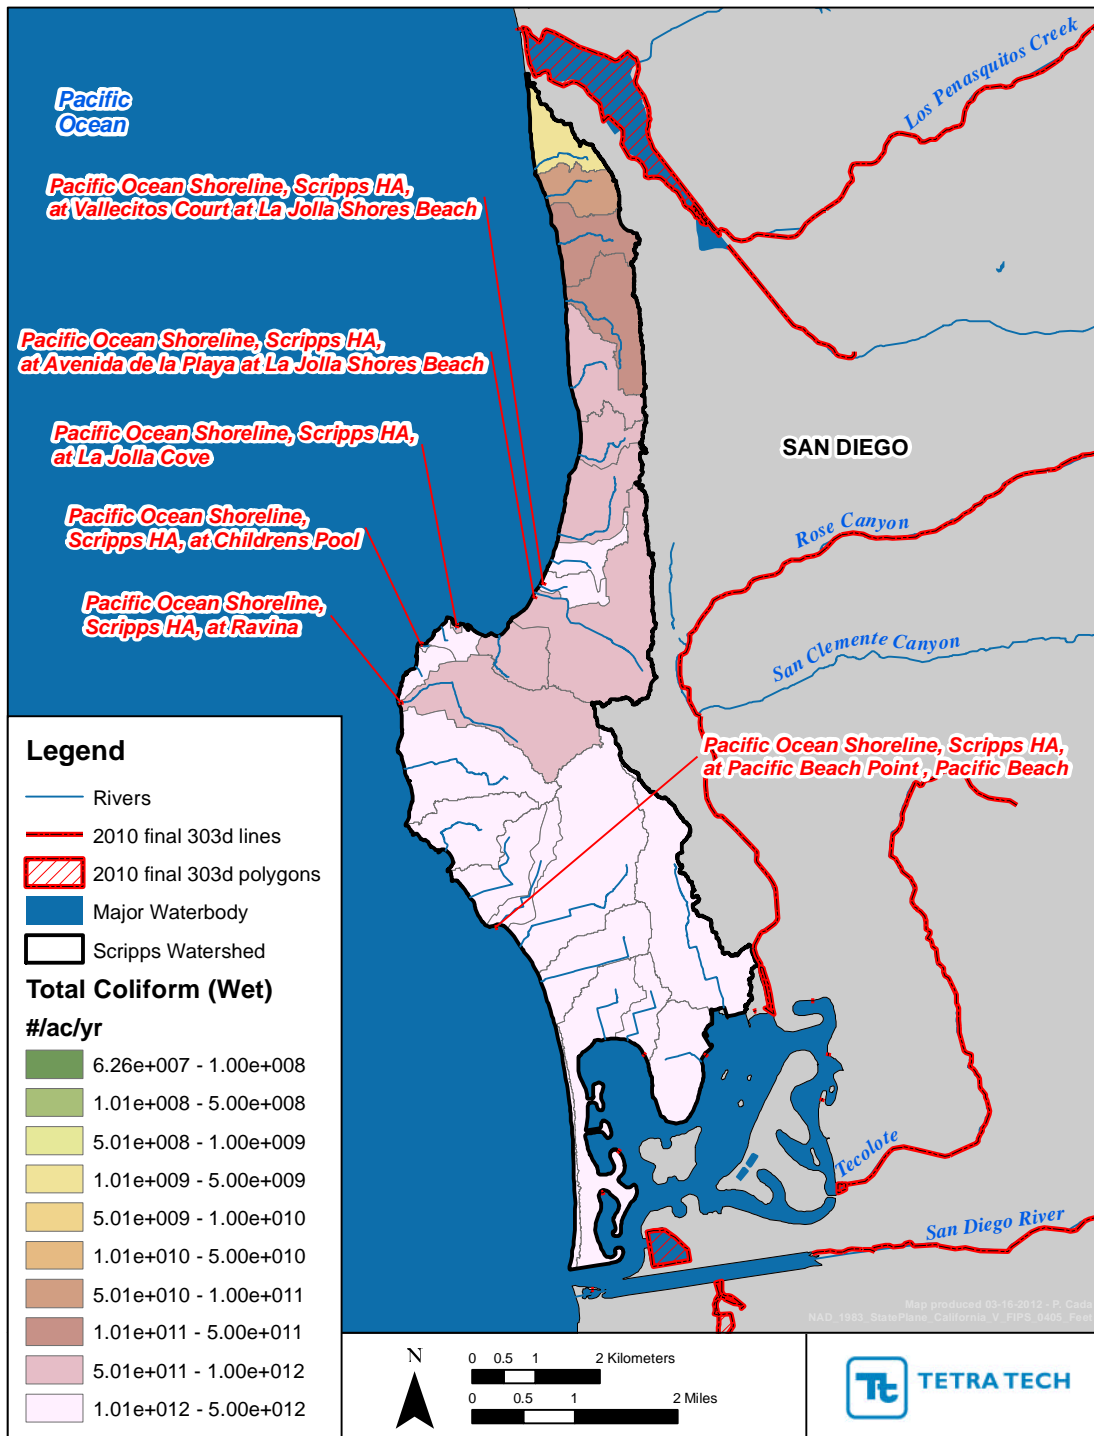 Pacific
Ocean
Los Penasquitos Creek
Pacific Ocean Shoreline, Scripps HA,
at Vallecitos Court at La Jolla Shores Beach
Pacific Ocean Shoreline, Scripps HA,
at Avenida de la Playa at La Jolla Shores Beach
Pacific Ocean Shoreline, Scripps HA,
at La Jolla Cove
SAN DIEGO
Pacific Ocean Shoreline,
Scripps HA, at Childrens Pool
Rose Canyon
Pacific Ocean Shoreline,
Scripps HA, at Ravina
San Clemente Canyon
Pacific Ocean Shoreline, Scripps HA,
at Pacific Beach Point , Pacific Beach
Tecolote
San Diego River
Map produced 03-16-2012 - P. Cada
NAD_1983_StatePlane_California_V_FIPS_0405_Feet
Legend
Rivers
2010 final 303d lines
2010 final 303d polygons
Major Waterbody
Scripps Watershed
Total Coliform (Wet)
#/ac/yr
6.26e+007 - 1.00e+008
1.01e+008 - 5.00e+008
5.01e+008 - 1.00e+009
1.01e+009 - 5.00e+009
5.01e+009 - 1.00e+010
1.01e+010 - 5.00e+010
5.01e+010 - 1.00e+011
1.01e+011 - 5.00e+011
5.01e+011 - 1.00e+012
1.01e+012 - 5.00e+012
N
0 0.5 1 2 Kilometers
0 0.5 1 2 Miles
Tt TETRA TECH